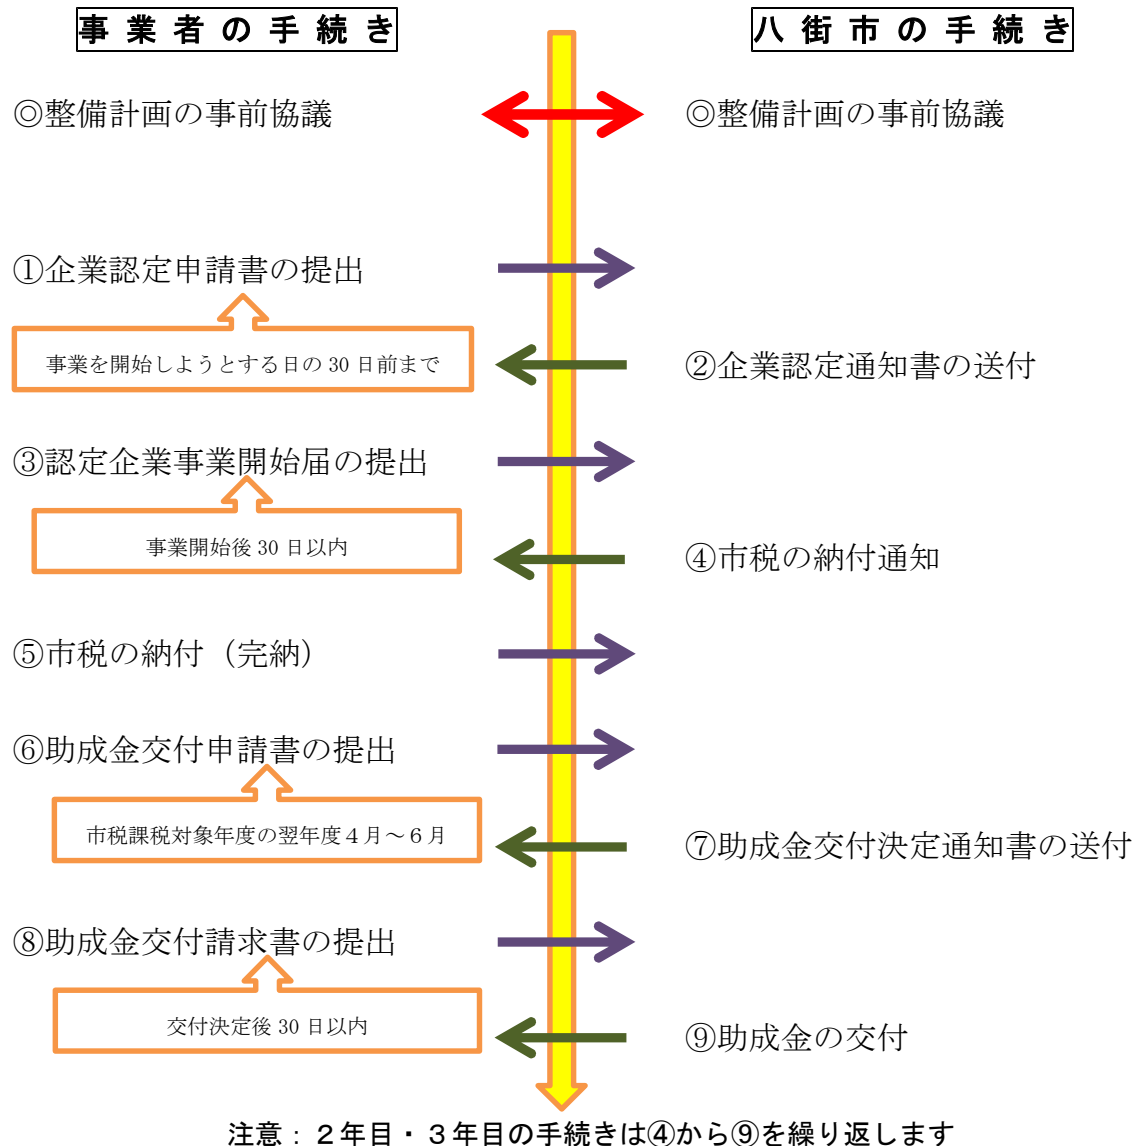 事業者の手続き
八街市の手続き
◎整備計画の事前協議
◎整備計画の事前協議
①企業認定申請書の提出
事業を開始しようとする日の 30 日前まで
②企業認定通知書の送付
③認定企業事業開始届の提出
事業開始後 30 日以内
④市税の納付通知
⑤市税の納付（完納）
⑥助成金交付申請書の提出
市税課税対象年度の翌年度４月～６月
⑦助成金交付決定通知書の送付
⑧助成金交付請求書の提出
交付決定後 30 日以内
⑨助成金の交付
注意：２年目・３年目の手続きは④から⑨を繰り返します